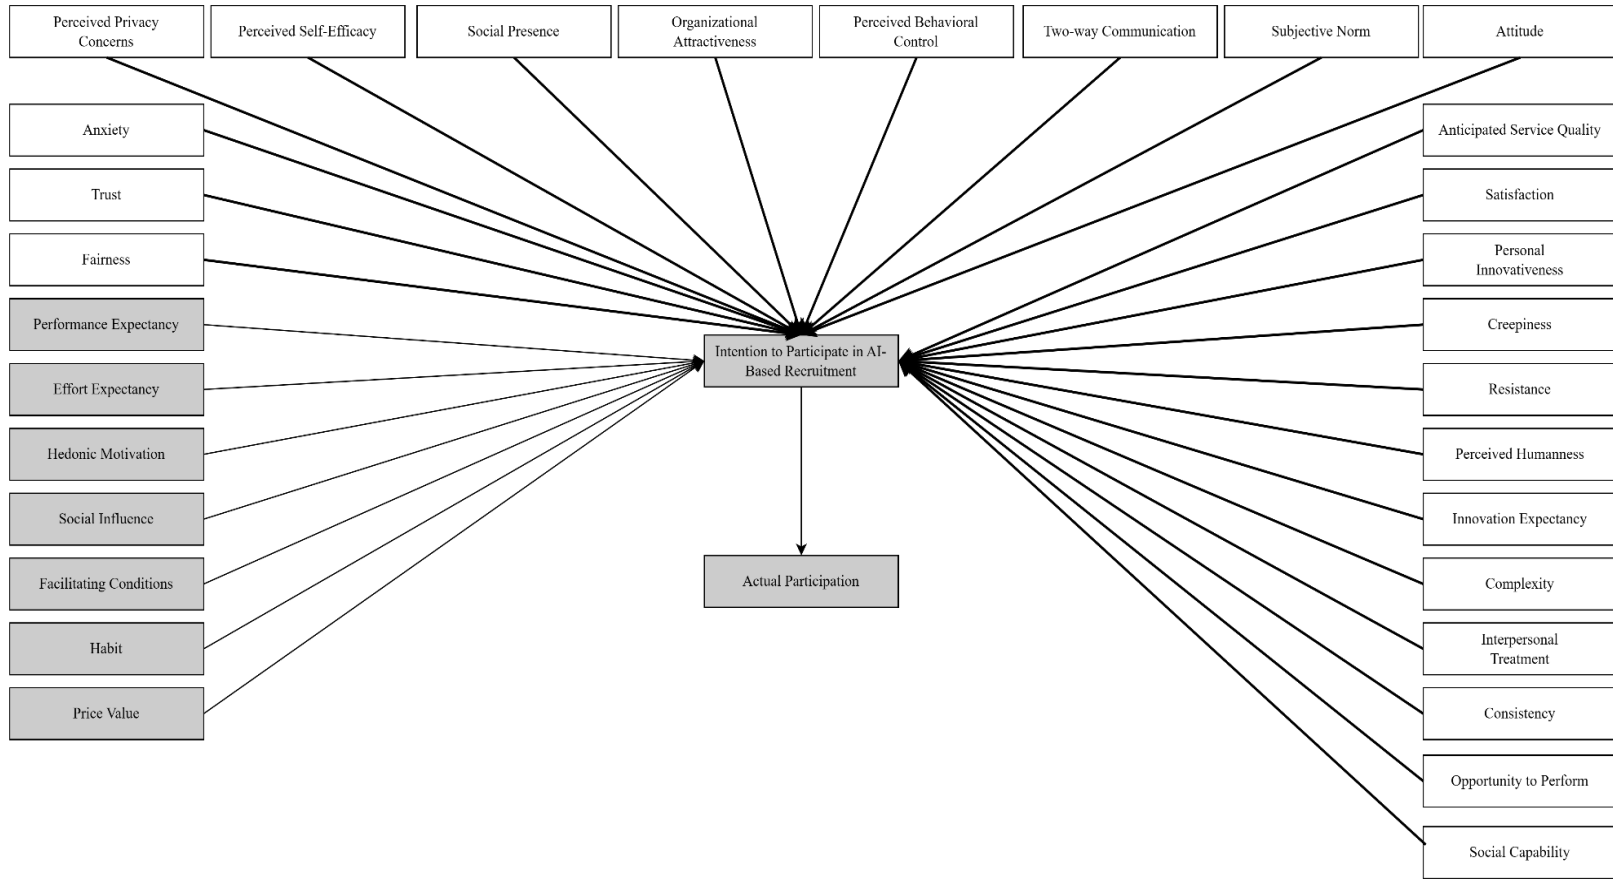 Perceived Privacy
Concerns
Perceived Self-Efficacy
Social Presence
Organizational
Attractiveness
Perceived Behavioral
Control
Two-way Communication
Subjective Norm
Attitude
Anxiety
Trust
Fairness
Performance Expectancy
Effort Expectancy
Hedonic Motivation
Social Influence
Facilitating Conditions
Habit
Price Value
Intention to Participate in AI-
Based Recruitment
Actual Participation
Anticipated Service Quality
Satisfaction
Personal
Innovativeness
Creepiness
Resistance
Perceived Humanness
Innovation Expectancy
Complexity
Interpersonal
Treatment
Consistency
Opportunity to Perform
Social Capability